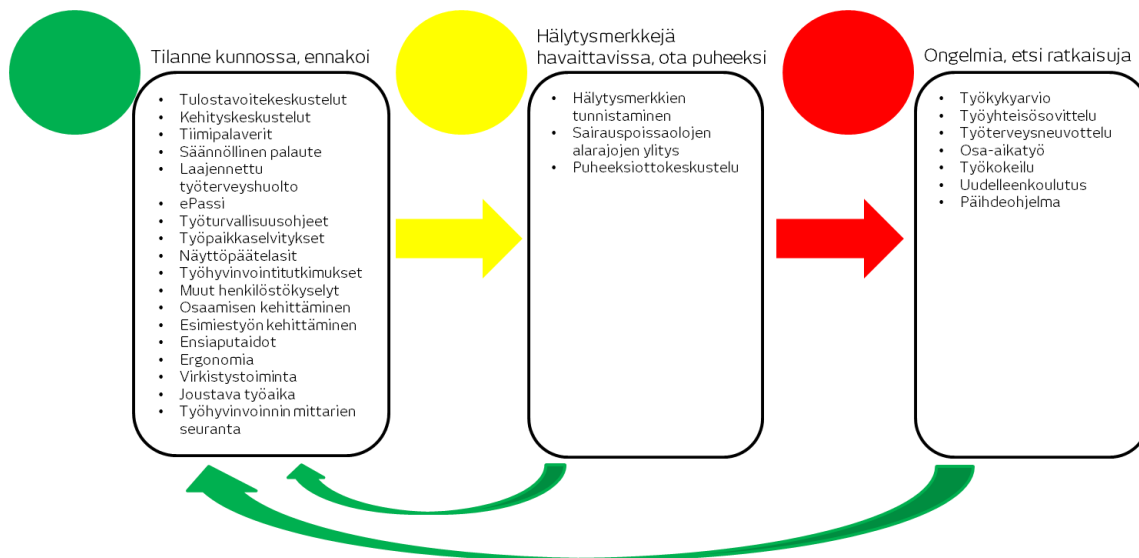 Tilanne kunnossa, ennakoi
• Tulostavoitekeskustelut
• Kehityskeskustelut
• Tiimipalaverit
• Säännöllinen palaute
• Laajennettu
työterveyshuolto
• ePassi
• Työturvallisuusohjeet
• Työpaikkaselvitykset
• Näyttöpäätelasit
• Työhyvinvointitutkimukset
• Muut henkilöstökyselyt
• Osaamisen kehittäminen
• Esimiestyön kehittäminen
• Ensiaputaidot
• Ergonomia
• Virkistystoiminta
• Joustava työaika
• Työhyvinvoinnin mittarien
seuranta
Hälytysmerkkejä
havaittavissa, ota puheeksi
• Hälytysmerkkien
tunnistaminen
• Sairauspoissaolojen
alarajojen ylitys
• Puheeksiottokeskustelu
Ongelmia, etsi ratkaisuja
• Työkykyarvio
• Työyhteisösovittelu
• Työterveysneuvottelu
• Osa-aikatyö
• Työkokeilu
• Uudelleenkoulutus
• Päihdeohjelma